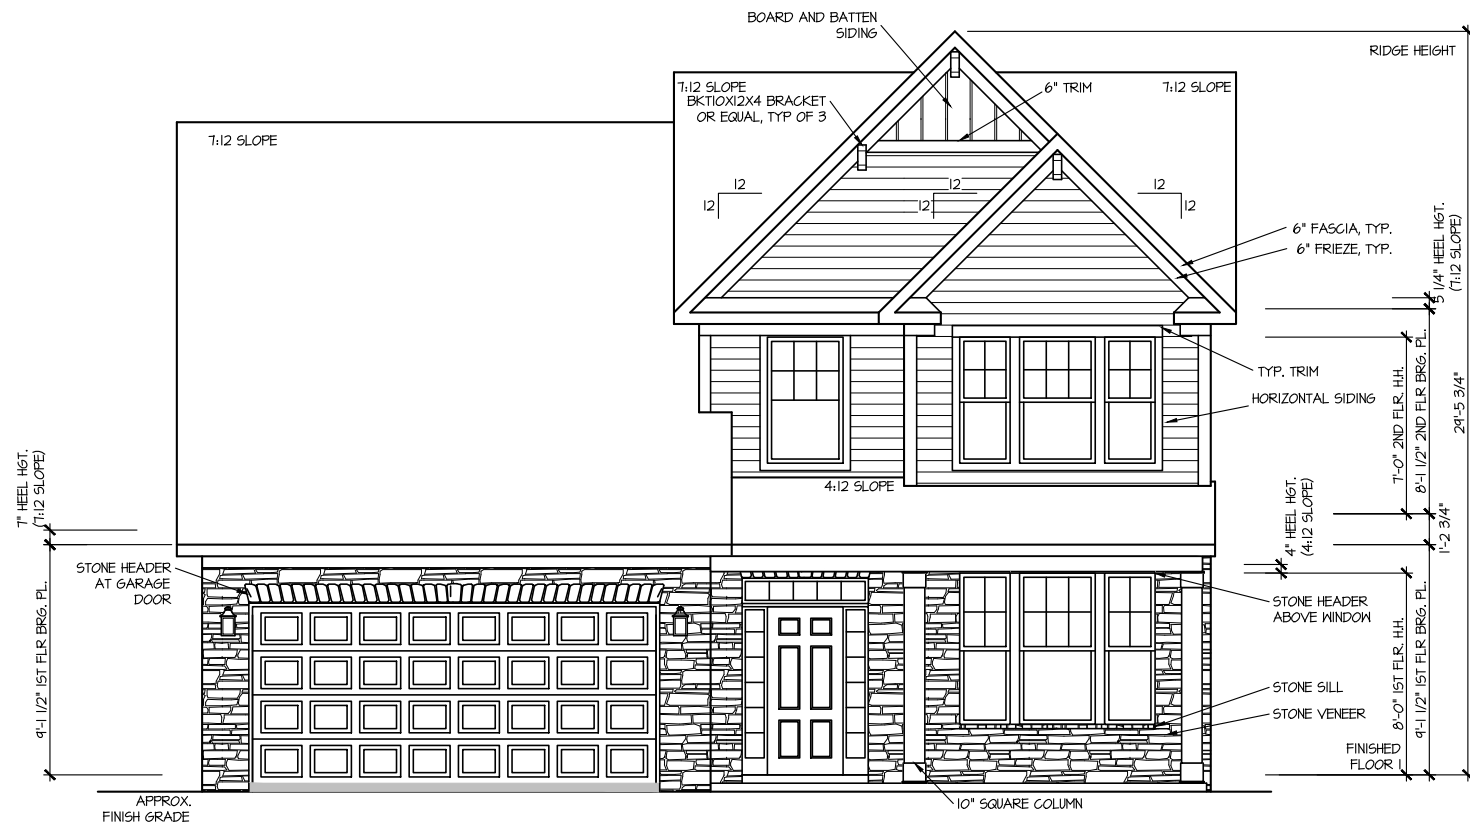 BOARD AND BATTEN
SIDING
RIDGE HEIGHT
7:12 SLOPE
BKT10X12X4 BRACKET
OR EQUAL, TYP OF 3
6" TRIM
7:12 SLOPE
7:12 SLOPE
12
12
12
12
12
12
6" FASCIA, TYP.
6" FRIEZE, TYP.
5 1/4" HEEL HGT.
(7:12 SLOPE)
TYP. TRIM
HORIZONTAL SIDING
7'-0" 2ND FLR. H.H.
8'-1 1/2" 2ND FLR BRG. PL.
29'-5 3/4"
4:12 SLOPE
7" HEEL HGT.
(7:12 SLOPE)
4" HEEL HGT.
(4:12 SLOPE)
1'-2 3/4"
STONE HEADER
AT GARAGE
DOOR
STONE HEADER
ABOVE WINDOW
9'-1 1/2" 1ST FLR BRG. PL.
8'-0" 1ST FLR. H.H.
9'-1 1/2" 1ST FLR BRG. PL.
STONE SILL
STONE VENEER
FINISHED
FLOOR 1
APPROX.
FINISH GRADE
10" SQUARE COLUMN